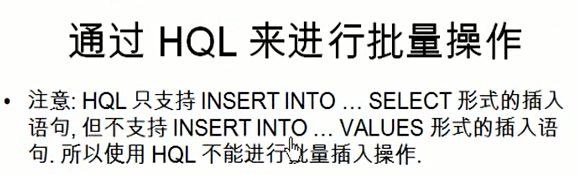 通过 HQL 来进行批量操作
• 注意: HQL 只支持 INSERT INTO … SELECT 形式的插入
语句, 但不支持 INSERT INTO … VALUES 形式的插入语
句. 所以使用 HQL 不能进行批量插入操作.